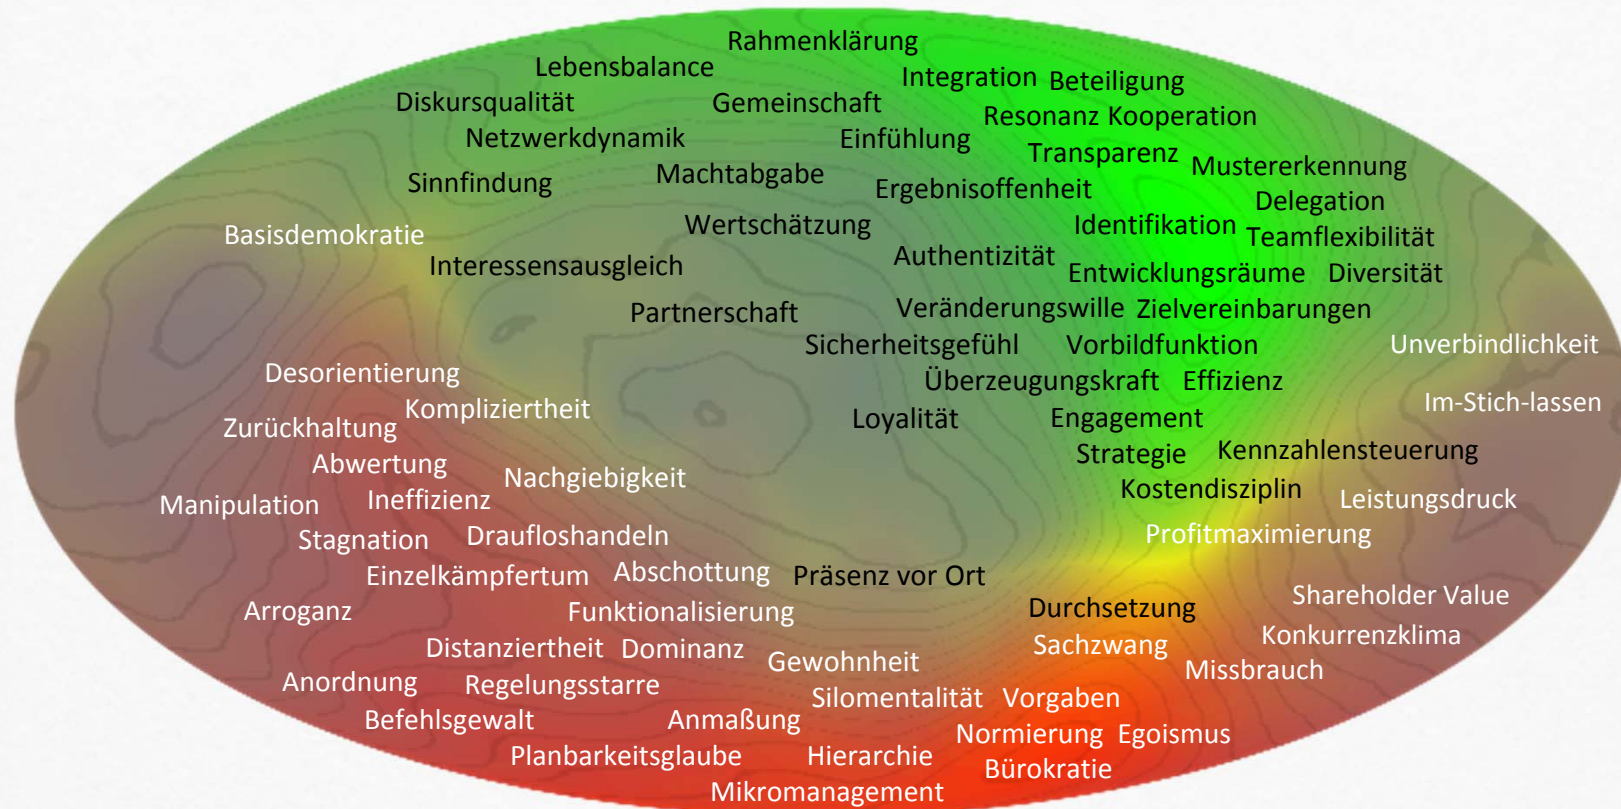 Rahmenklärung
Lebensbalance
Integration Beteiligung
Diskursqualität
Gemeinschaft
Resonanz Kooperation
Netzwerkdynamik
Einfühlung
Transparenz
Mustererkennung
Machtabgabe
Sinnfindung
Ergebnisoffenheit
Delegation
Wertschätzung
Identifikation
Teamflexibilität
Basisdemokratie
Authentizität
Interessensausgleich
Entwicklungsräume
Diversität
Partnerschaft
Veränderungswille
Zielvereinbarungen
Sicherheitsgefühl
Vorbildfunktion
Unverbindlichkeit
Desorientierung
Überzeugungskraft
Effizienz
Kompliziertheit
Im-Stich-lassen
Zurückhaltung
Loyalität
Engagement
Abwertung
Strategie
Kennzahlensteuerung
Nachgiebigkeit
Manipulation
Ineffizienz
Kostendisziplin
Leistungsdruck
Stagnation
Раufloshandeln
Profitmaximierung
Einzelkämpfertum
Abschottung
Präsenz vor Ort
Arroganz
Funktionalisierung
Durchsetzung
Shareholder Value
Distanziertheit
Dominanz
Sachzwang
Konkurrenzklima
Gewohnheit
Missbrauch
Anordnung
Regelungsstarre
Silomentalität
Vorgaben
Befehlsgewalt
Anmaßung
Normierung
Egoismus
Planbarkeitsglaube
Hierarchie
Bürokratie
Mikromanagement